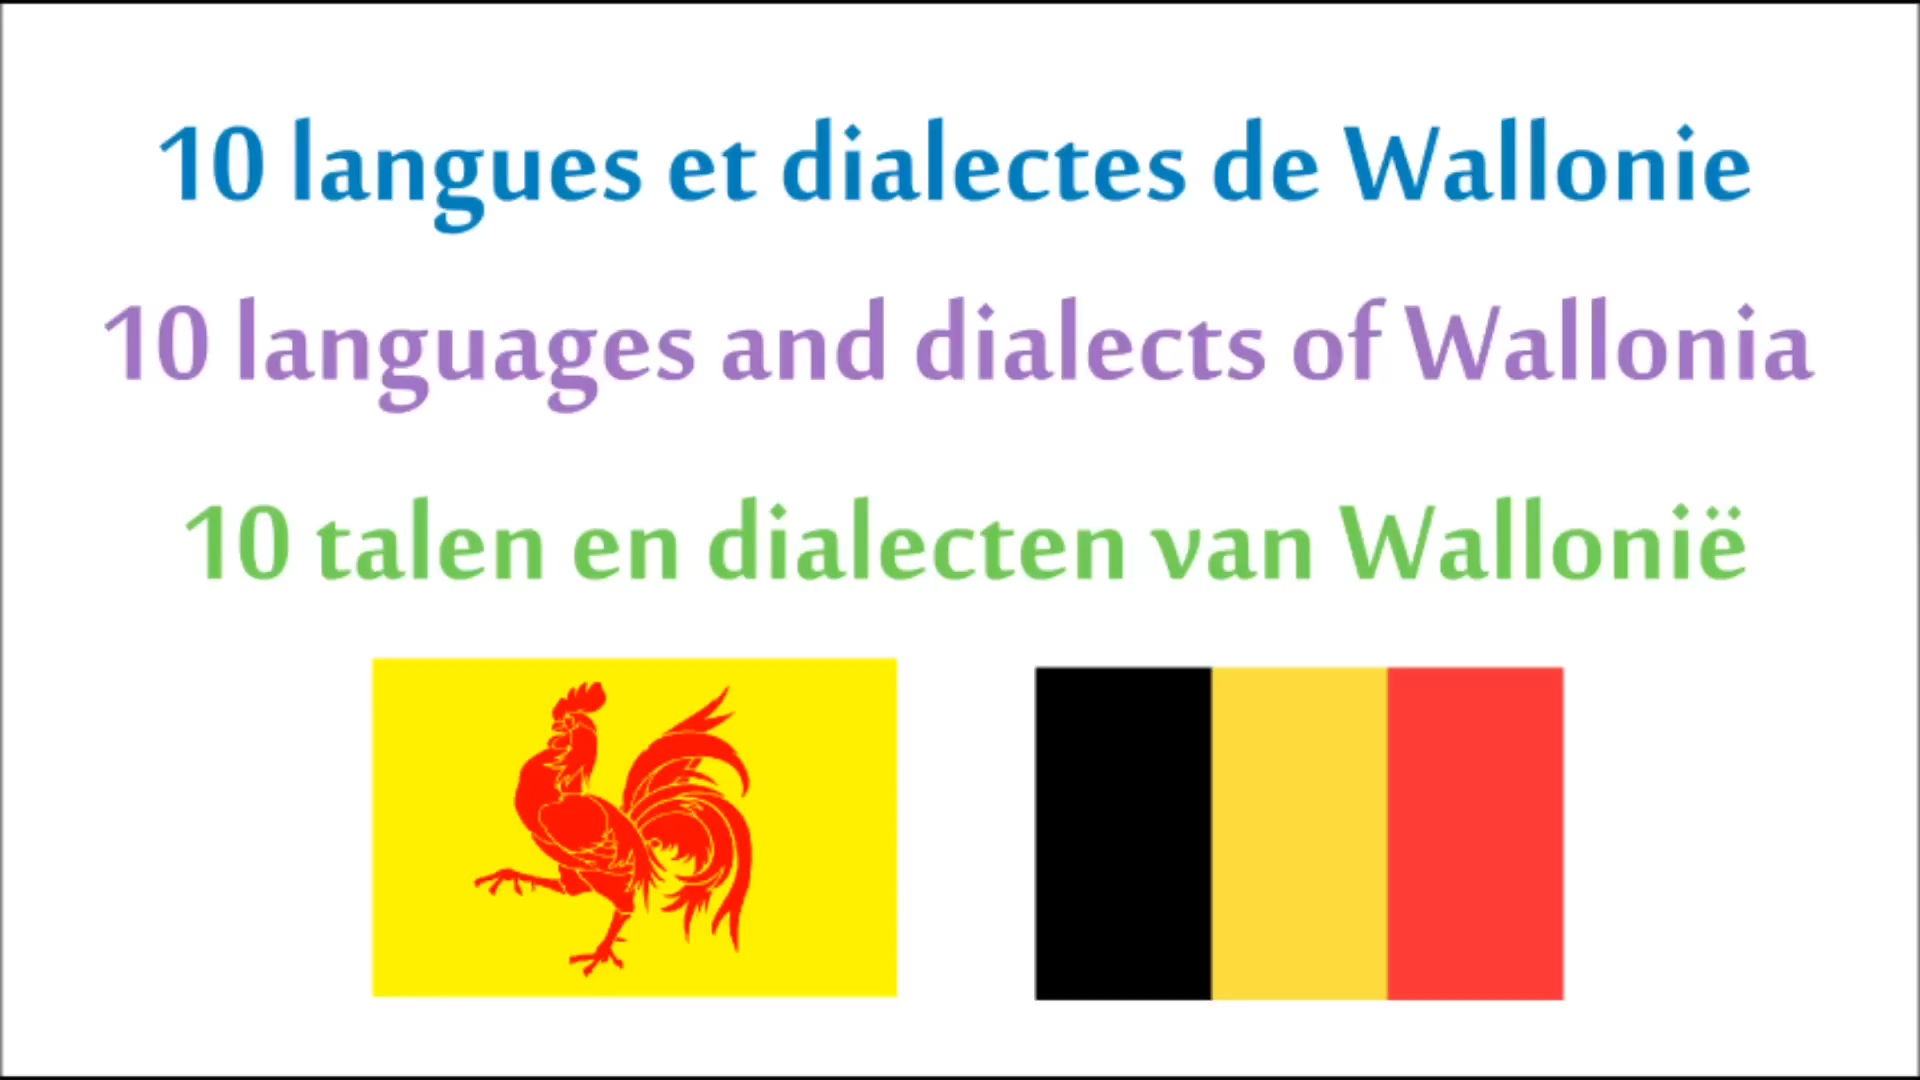 10 langues et dialectes de Wallonie
10 languages and dialects of Wallonia
10 talen en dialecten van Wallonië